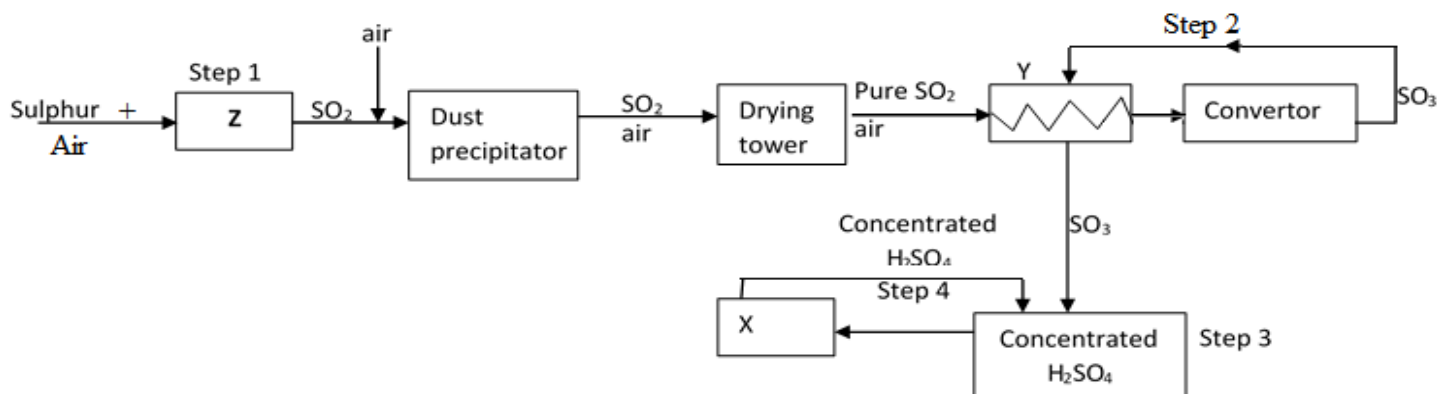 Step 2
air
Step 1
Y
Sulphur +
Air
Z
SO₂
Dust
precipitator
SO₂
air
Drying
tower
Pure SO₂
air
Convertor
SO₃
Concentrated
H₂SO₄
SO₃
Step 4
X
Concentrated
H₂SO₄
Step 3